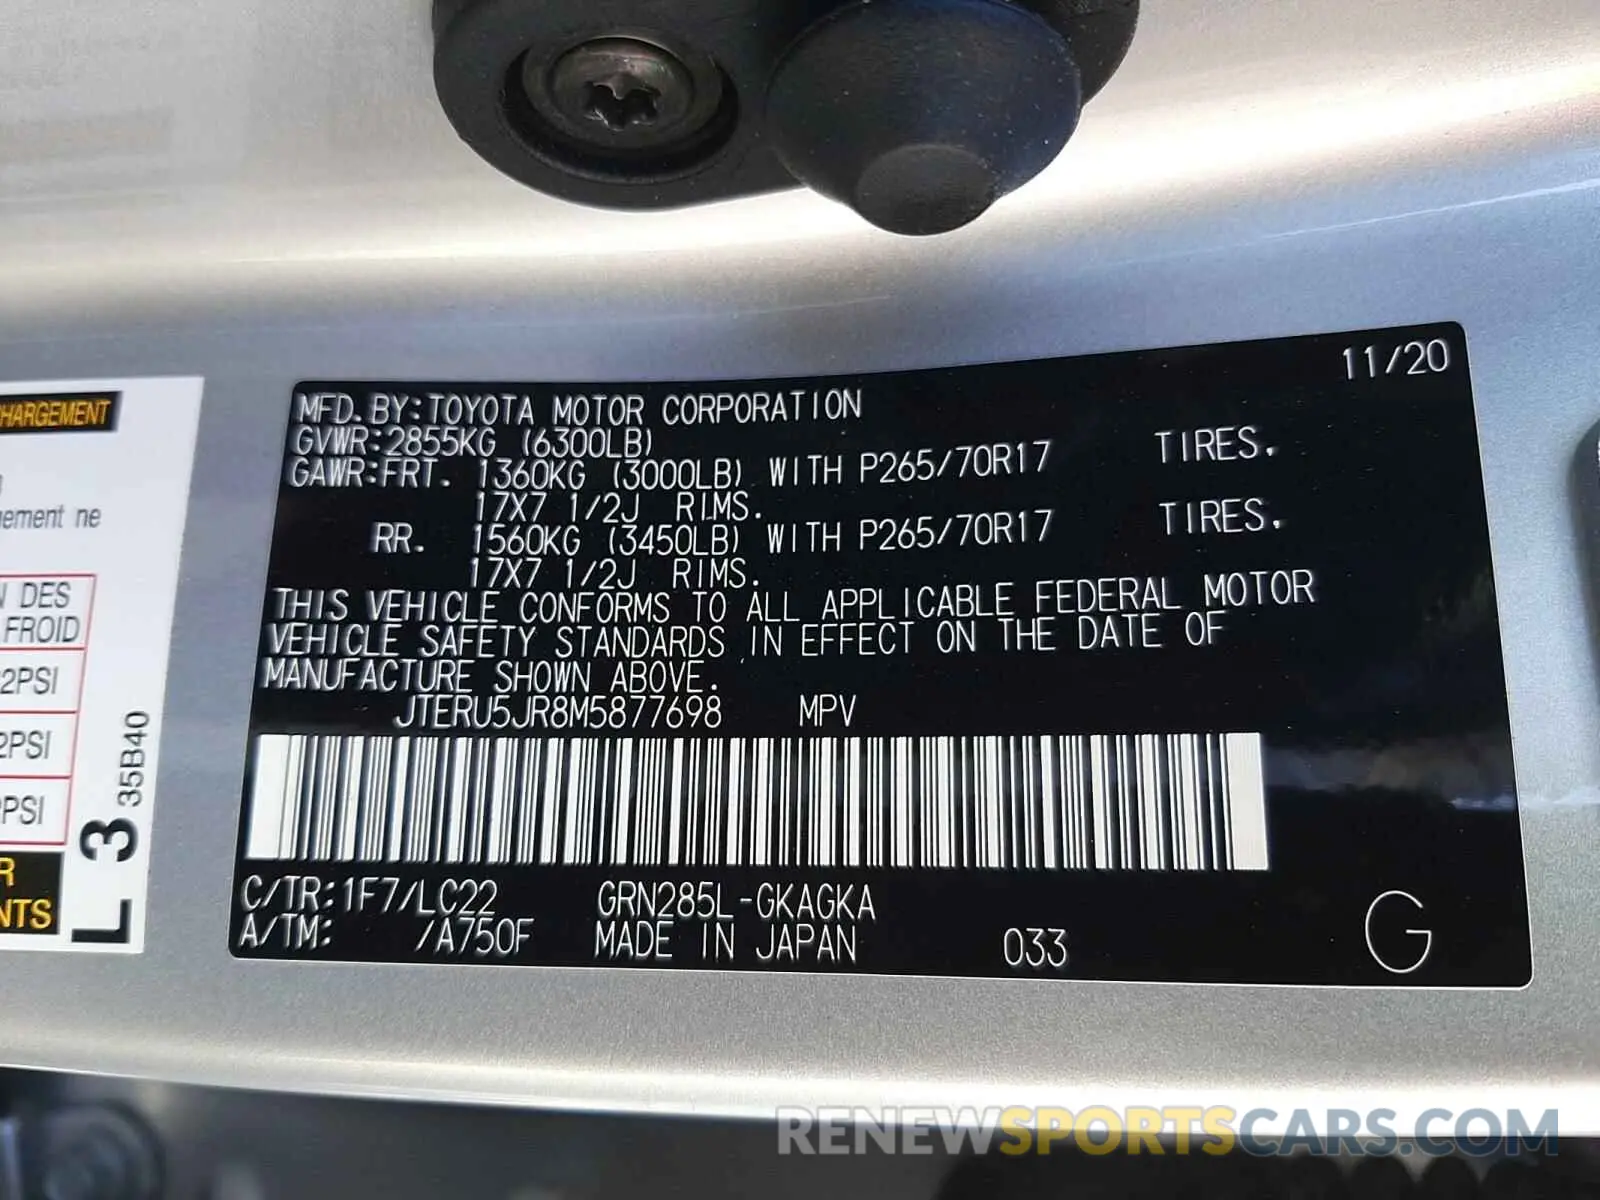 11/20
MFD. BY: TOYOTA MOTOR CORPORATION
GVWR: 2855KG (6300LB)
GAWR: FRT. 1360KG (3000LB) WITH P265/70R17 TIRES.
17X7 1/2J RIMS.
RR. 1560KG (3450LB) WITH P265/70R17 TIRES.
17X7 1/2J RIMS.
THIS VEHICLE CONFORMS TO ALL APPLICABLE FEDERAL MOTOR
VEHICLE SAFETY STANDARDS IN EFFECT ON THE DATE OF
MANUFACTURE SHOWN ABOVE.
JTERU5JR8M5877698 MPV
C/TR: 1F7/LC22 GRN285L-GKAGKA
A/TM: /A750F MADE IN JAPAN 033
G
HARGEMENT
ement ne
DES
FROID
2PSI
2PSI
PSI
R
NTS
L 3 35B40
RENEWSPORTSCARS.COM